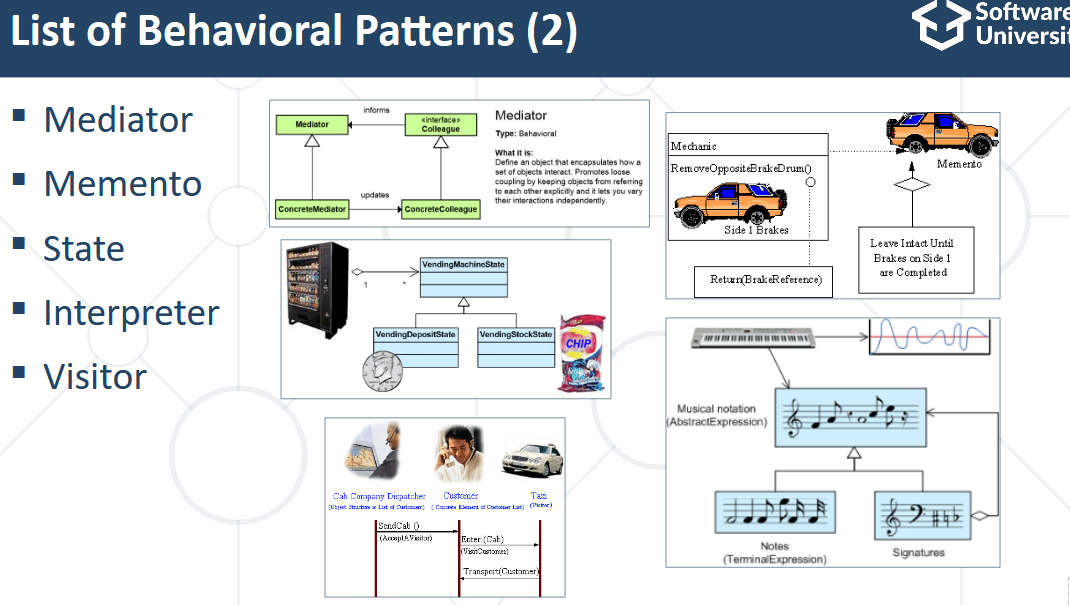 List of Behavioral Patterns (2)
Software
Universit
Mediator
Memento
State
Interpreter
Visitor
Mediator
informs
«interface»
Colleague
updates
ConcreteMediator
ConcreteColleague
Mediator
Type: Behavioral
What it is:
Define an object that encapsulates how a
set of objects interact. Promotes loose
coupling by keeping objects from referring
to each other explicitly and it lets you vary
their interactions independently.
Mechanic
RemoveOppositeBrakeDrum()
Side 1 Brakes
Return(BrakeReference)
Memento
Leave Intact Until
Brakes on Side 1
are Completed
VendingMachineState
1
*
VendingDepositState
VendingStockState
CHIP
Musical notation
(AbstractExpression)
Notes
(TerminalExpression)
Signatures
Cab Company Dispatcher
(Object Structure is List of Customers)
Customer
( Concrete Element of Customer List)
Taxi
(Visitor)
SendCab ()
(AcceptAVisitor)
Enter (Cab)
(VisitCustomer)
Transport(Customer)